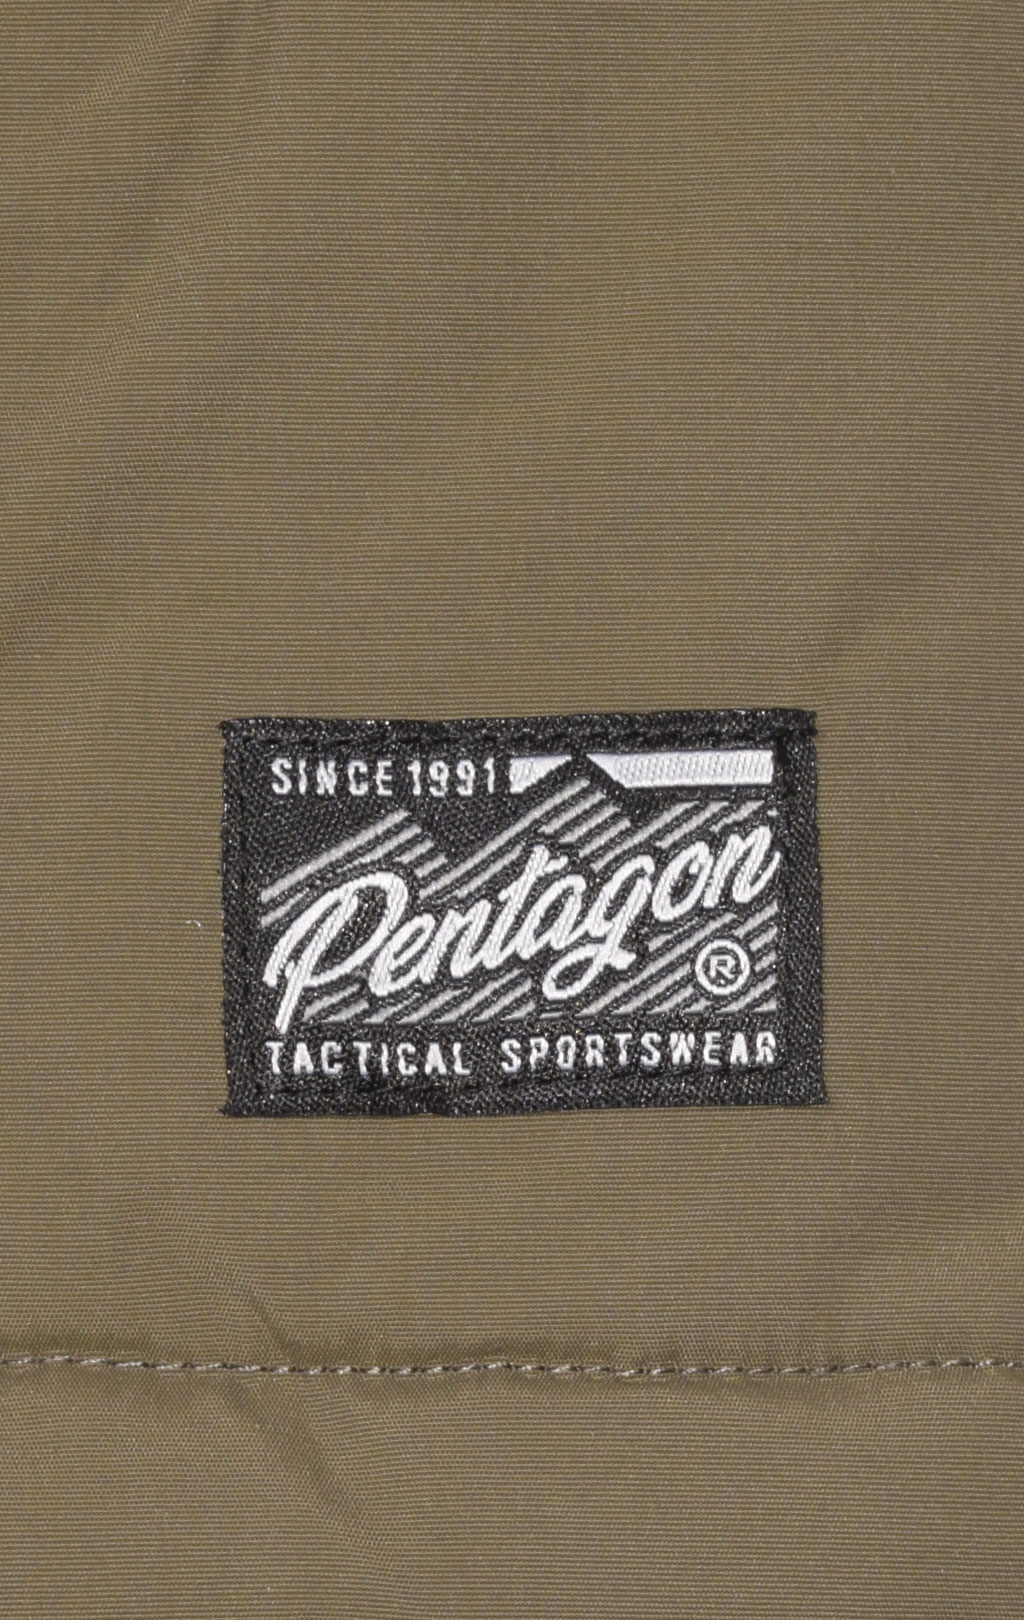 SINCE 1991
Pentagon
®
TACTICAL SPORTSWEAR